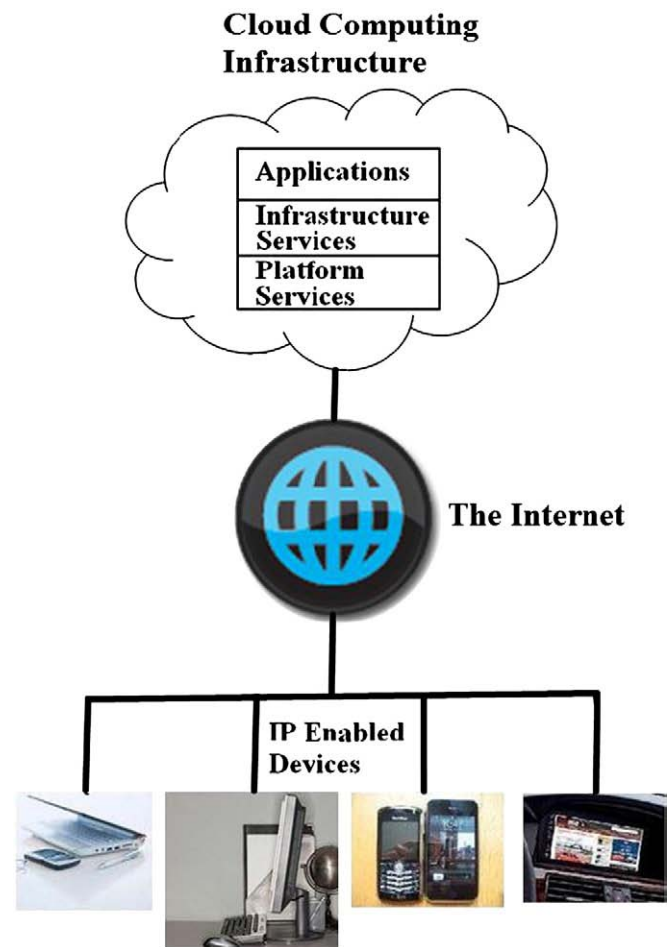 Cloud Computing
Infrastructure
Applications
Infrastructure
Services
Platform
Services
The Internet
IP Enabled
Devices